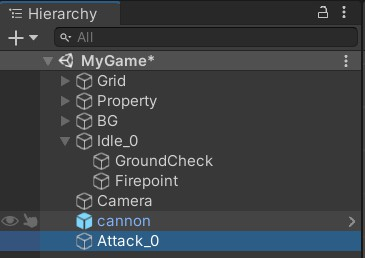 Hierarchy
All
MyGame*
Grid
Property
BG
Idle_0
GroundCheck
Firepoint
Camera
cannon
Attack_0